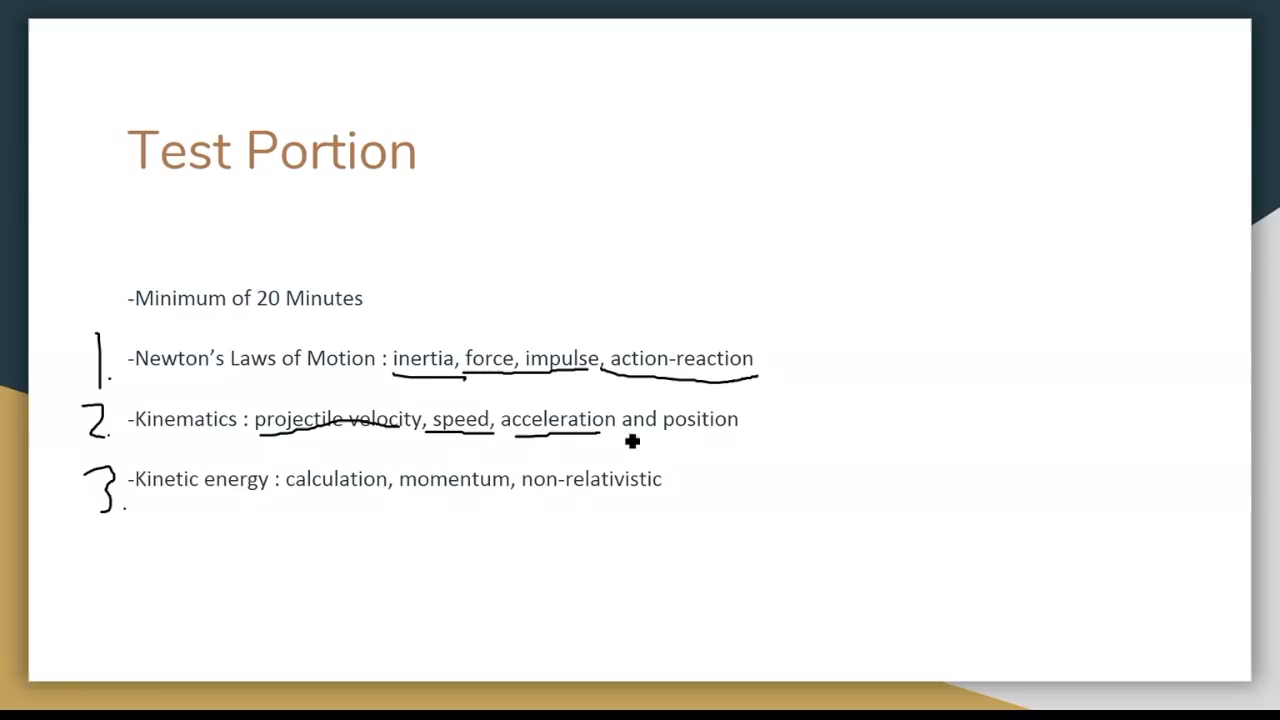 Test Portion
-Minimum of 20 Minutes
1. -Newton’s Laws of Motion : inertia, force, impulse, action-reaction
2. -Kinematics : projectile velocity, speed, acceleration and position
3. -Kinetic energy : calculation, momentum, non-relativistic